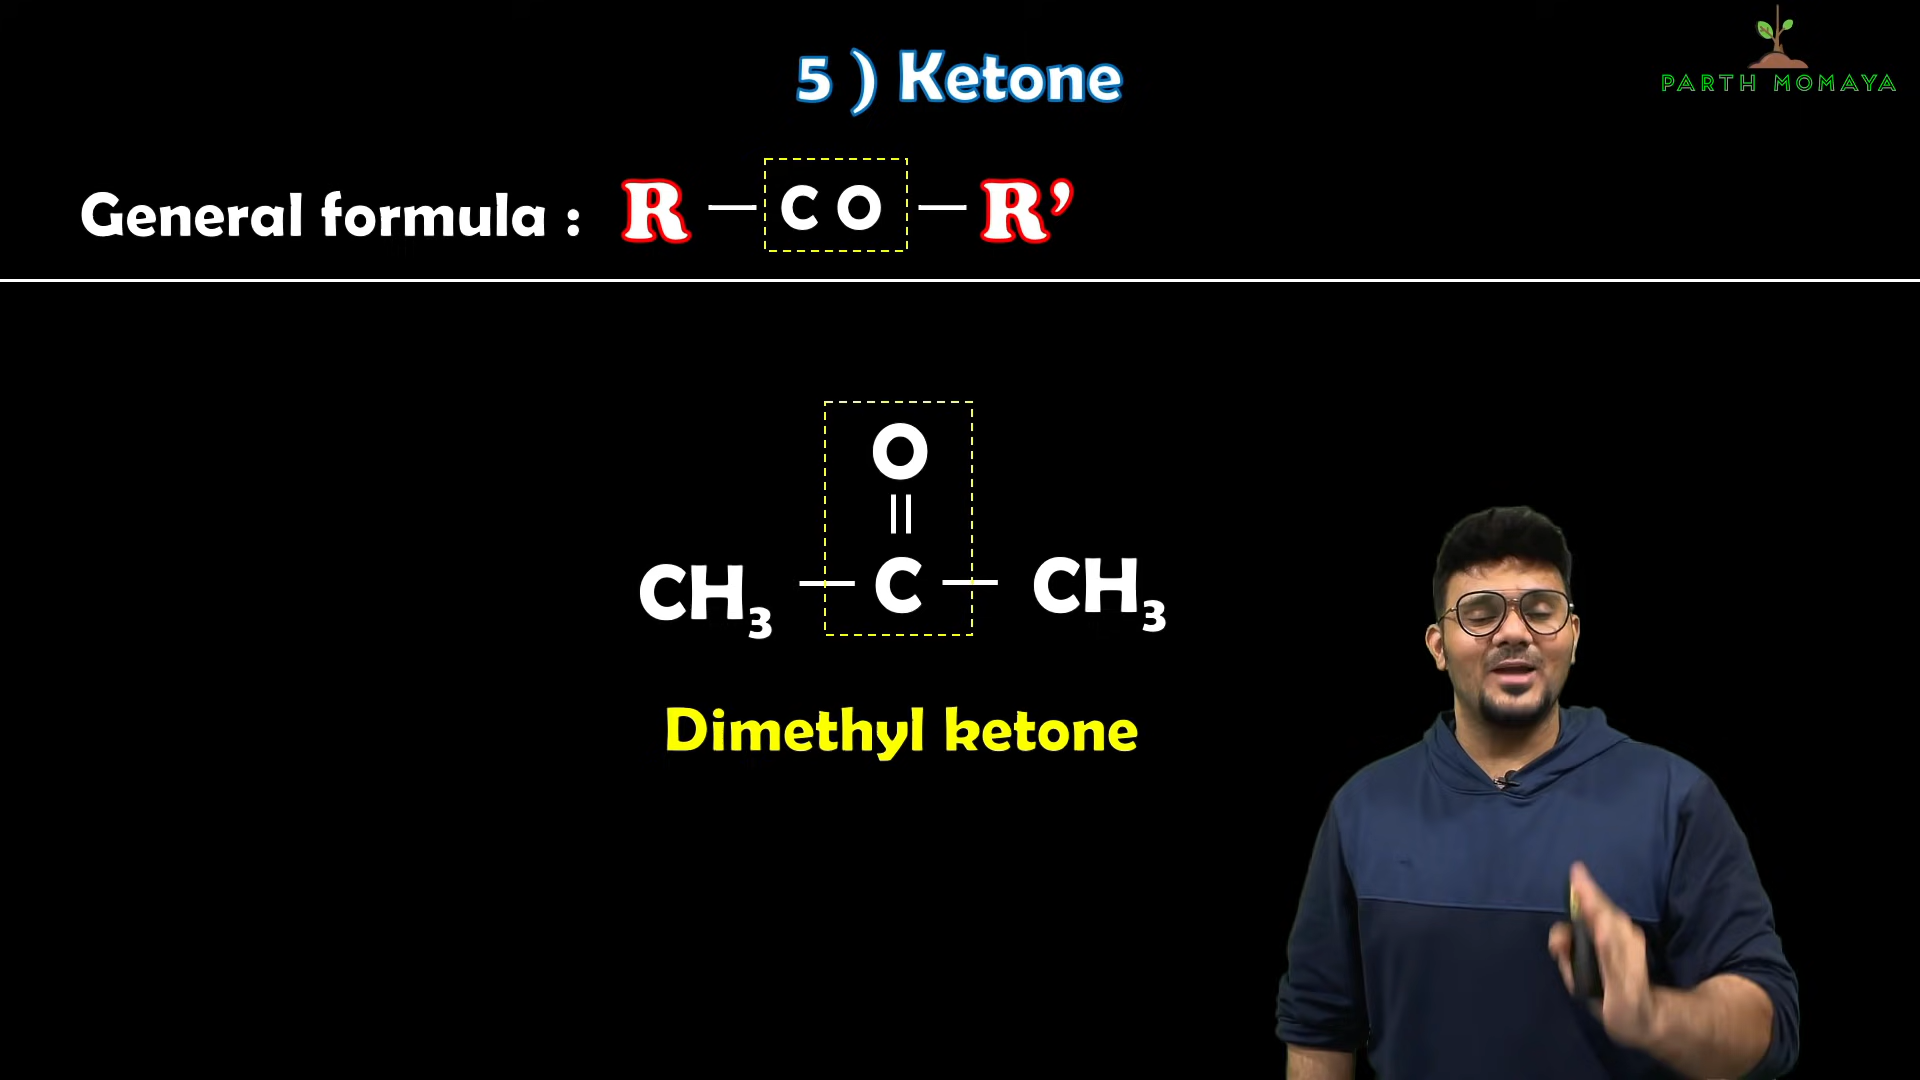 5 ) Ketone
PARTH MOMAYA
General formula : R — C O — R’
O
||
CH₃ — C — CH₃
Dimethyl ketone